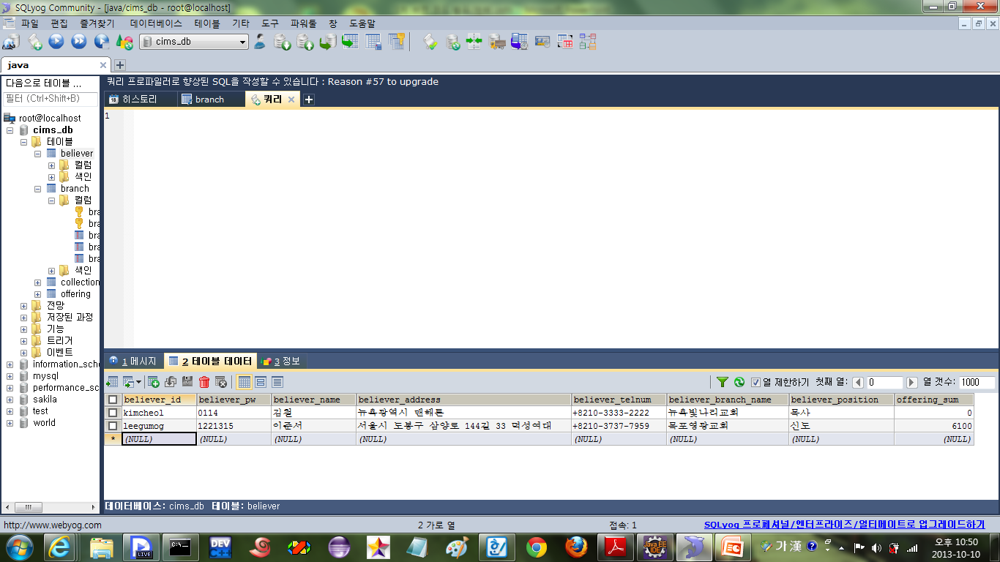 SQLyog Community - [java/cims_db - root@localhost]
파일 편집 즐겨찾기 데이터베이스 테이블 기타 도구 파워툴 창 도움말
cims_db
java
다음으로 테이블 ...
필터 (Ctrl+Shift+B)
root@localhost
cims_db
테이블
believer
컬럼
색인
branch
컬럼
bra
bra
bra
bra
bra
색인
collection
offering
전망
저장된 과정
기능
트리거
이벤트
information_sche
mysql
performance_sc
sakila
test
world
쿼리 프로파일러로 향상된 SQL을 작성할 수 있습니다 : Reason #57 to upgrade
히스토리 branch 쿼리
1
1 메시지 2 테이블 데이터 3 정보
열 제한하기 첫째 열: 0 열 갯수: 1000
believer_id believer_pw believer_name believer_address believer_telnum believer_branch_name believer_position offering_sum
kimcheol 0114 김철 뉴욕광역시 맨해튼 +8210-3333-2222 뉴욕빛나리교회 목사 0
leegumog 1221315 이준서 서울시 도봉구 삼양로 144길 33 덕성여대 +8210-3737-7959 목포영광교회 신도 6100
* (NULL) (NULL) (NULL) (NULL) (NULL) (NULL) (NULL) (NULL)
데이터베이스: cims_db 테이블: believer
http://www.webyog.com 2 가로 열 접속: 1 SQLyog 프로페셔널/엔터프라이즈/얼티메이트로 업그레이드하기
LIVE
C:\
DEV C++
Java EE IDE
가 漢
오후 10:50
2013-10-10